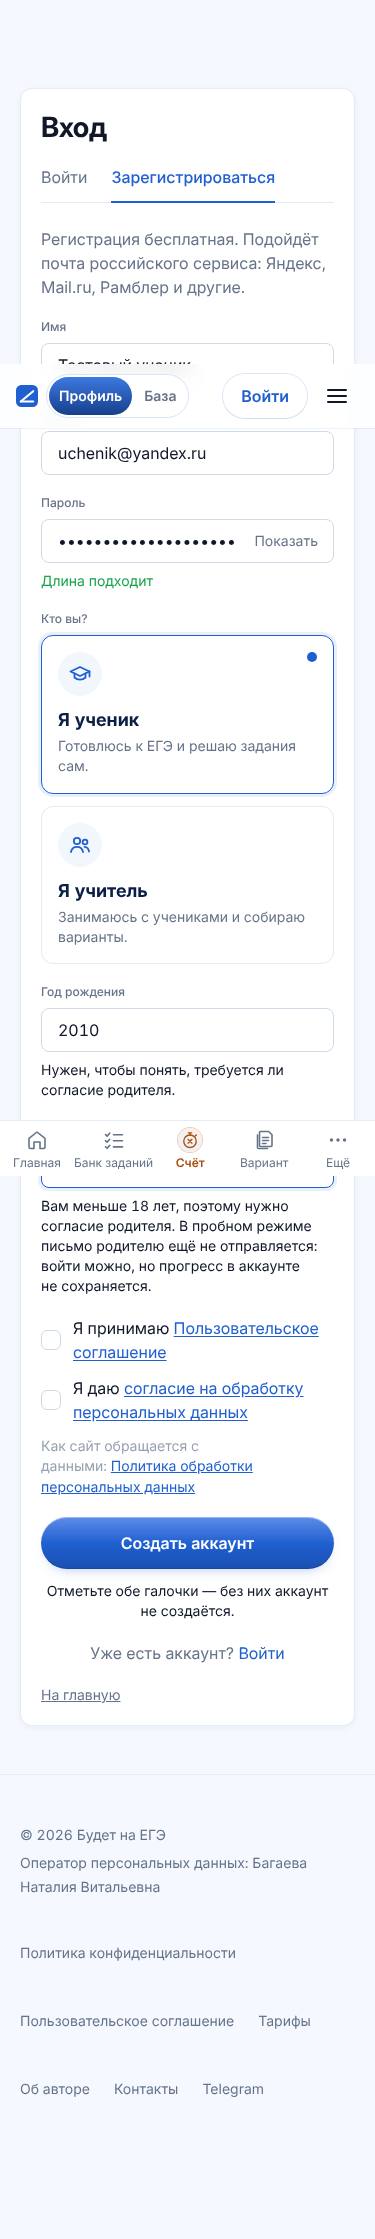 Вход
Войти Зарегистрироваться
Регистрация бесплатная. Подойдёт
почта российского сервиса: Яндекс,
Mail.ru, Рамблер и другие.
Имя
Тестовый ученик
Профиль База Войти
uchenik@yandex.ru
Пароль
•••••••••••••••••••• Показать
Длина подходит
Кто вы?
Я ученик
Готовлюсь к ЕГЭ и решаю задания
сам.
Я учитель
Занимаюсь с учениками и собираю
варианты.
Год рождения
2010
Нужен, чтобы понять, требуется ли
согласие родителя.
Главная Банк заданий Счёт Вариант Ещё
Вам меньше 18 лет, поэтому нужно
согласие родителя. В пробном режиме
письмо родителю ещё не отправляется:
войти можно, но прогресс в аккаунте
не сохраняется.
Я принимаю Пользовательское
соглашение
Я даю согласие на обработку
персональных данных
Как сайт обращается с
данными: Политика обработки
персональных данных
Создать аккаунт
Отметьте обе галочки — без них аккаунт
не создаётся.
Уже есть аккаунт? Войти
На главную
© 2026 Будет на ЕГЭ
Оператор персональных данных: Багаева
Наталия Витальевна
Политика конфиденциальности
Пользовательское соглашение Тарифы
Об авторе Контакты Telegram